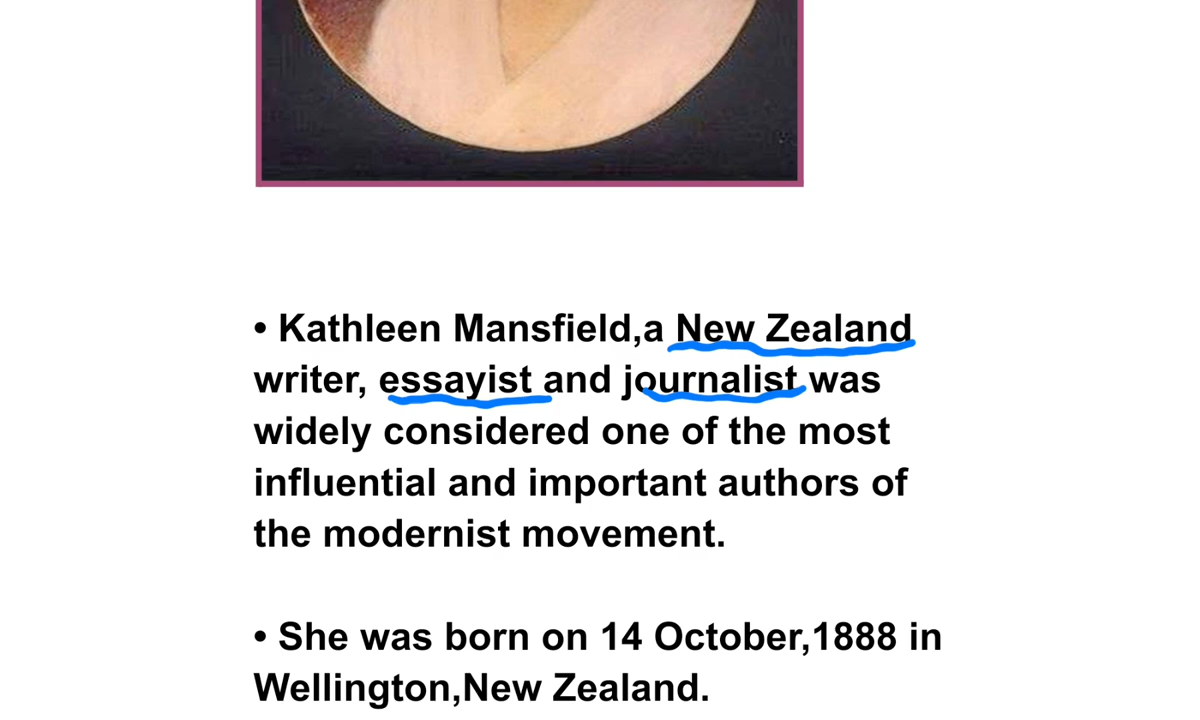 • Kathleen Mansfield,a New Zealand
writer, essayist and journalist was
widely considered one of the most
influential and important authors of
the modernist movement.
• She was born on 14 October,1888 in
Wellington,New Zealand.